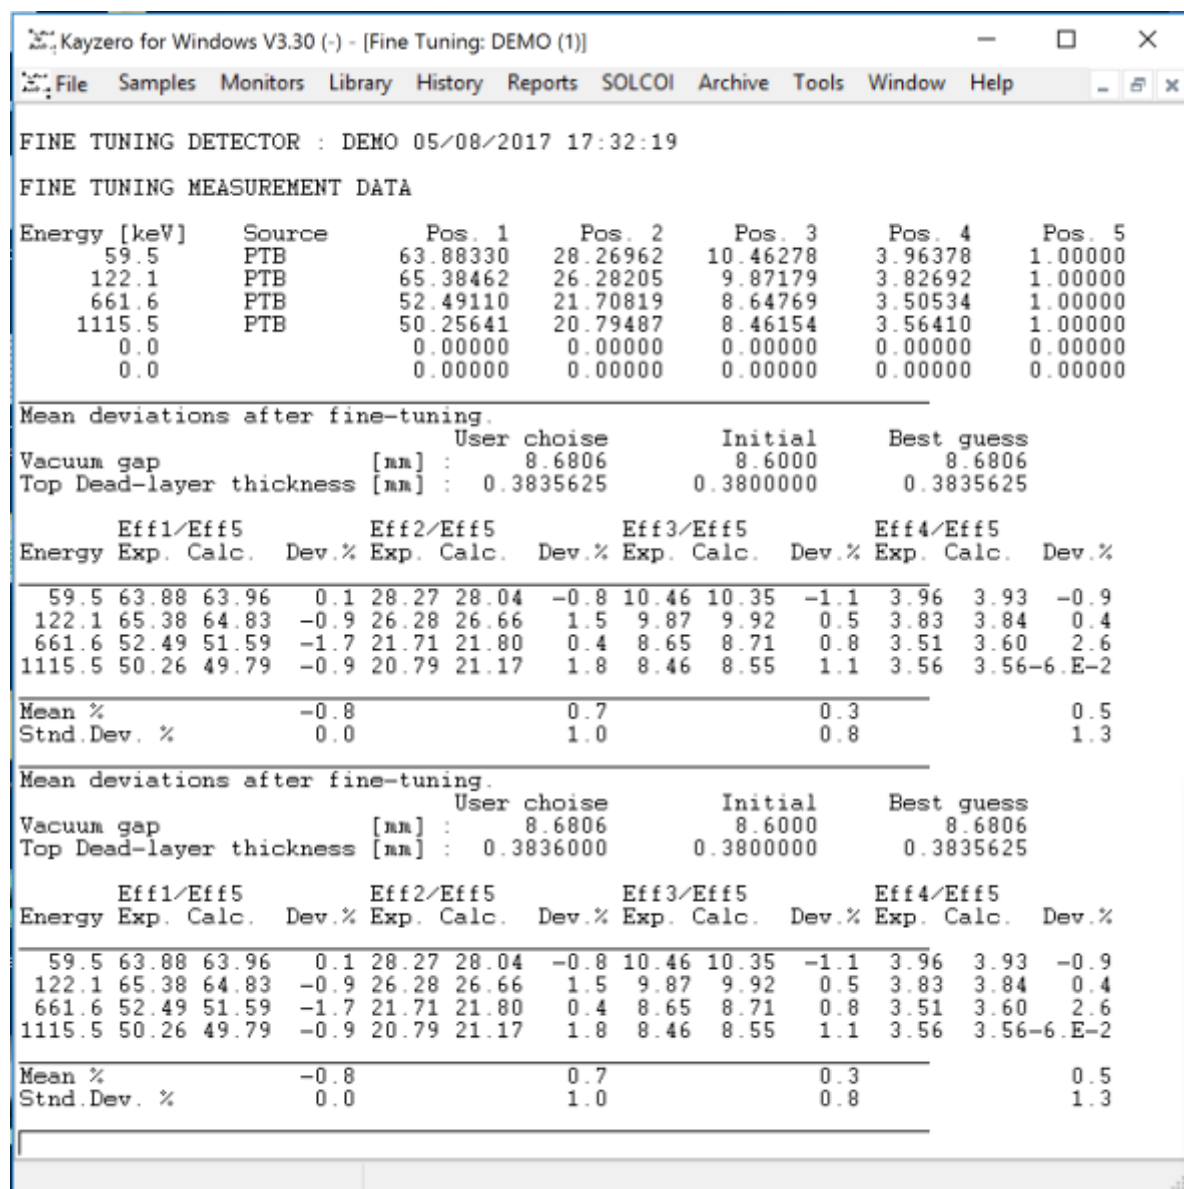 Kayzero for Windows V3.30 (-) - [Fine Tuning: DEMO (1)]
File Samples Monitors Library History Reports SOLCOI Archive Tools Window Help
FINE TUNING DETECTOR : DEMO 05/08/2017 17:32:19
FINE TUNING MEASUREMENT DATA
Energy [keV] Source Pos. 1 Pos. 2 Pos. 3 Pos. 4 Pos. 5
59.5 PTB 63.88330 28.26962 10.46278 3.96378 1.00000
122.1 PTB 65.38462 26.28205 9.87179 3.82692 1.00000
661.6 PTB 52.49110 21.70819 8.64769 3.50534 1.00000
1115.5 PTB 50.25641 20.79487 8.46154 3.56410 1.00000
0.0 0.00000 0.00000 0.00000 0.00000 0.00000
0.0 0.00000 0.00000 0.00000 0.00000 0.00000
Mean deviations after fine-tuning.
User choise Initial Best guess
Vacuum gap [mm] : 8.6806 8.6000 8.6806
Top Dead-layer thickness [mm] : 0.3835625 0.3800000 0.3835625
Eff1/Eff5 Eff2/Eff5 Eff3/Eff5 Eff4/Eff5
Energy Exp. Calc. Dev.% Exp. Calc. Dev.% Exp. Calc. Dev.% Exp. Calc. Dev.%
59.5 63.88 63.96 0.1 28.27 28.04 -0.8 10.46 10.35 -1.1 3.96 3.93 -0.9
122.1 65.38 64.83 -0.9 26.28 26.66 1.5 9.87 9.92 0.5 3.83 3.84 0.4
661.6 52.49 51.59 -1.7 21.71 21.80 0.4 8.65 8.71 0.8 3.51 3.60 2.6
1115.5 50.26 49.79 -0.9 20.79 21.17 1.8 8.46 8.55 1.1 3.56 3.56-6.E-2
Mean % -0.8 0.7 0.3 0.5
Stnd.Dev. % 0.0 1.0 0.8 1.3
Mean deviations after fine-tuning.
User choise Initial Best guess
Vacuum gap [mm] : 8.6806 8.6000 8.6806
Top Dead-layer thickness [mm] : 0.3836000 0.3800000 0.3835625
Eff1/Eff5 Eff2/Eff5 Eff3/Eff5 Eff4/Eff5
Energy Exp. Calc. Dev.% Exp. Calc. Dev.% Exp. Calc. Dev.% Exp. Calc. Dev.%
59.5 63.88 63.96 0.1 28.27 28.04 -0.8 10.46 10.35 -1.1 3.96 3.93 -0.9
122.1 65.38 64.83 -0.9 26.28 26.66 1.5 9.87 9.92 0.5 3.83 3.84 0.4
661.6 52.49 51.59 -1.7 21.71 21.80 0.4 8.65 8.71 0.8 3.51 3.60 2.6
1115.5 50.26 49.79 -0.9 20.79 21.17 1.8 8.46 8.55 1.1 3.56 3.56-6.E-2
Mean % -0.8 0.7 0.3 0.5
Stnd.Dev. % 0.0 1.0 0.8 1.3